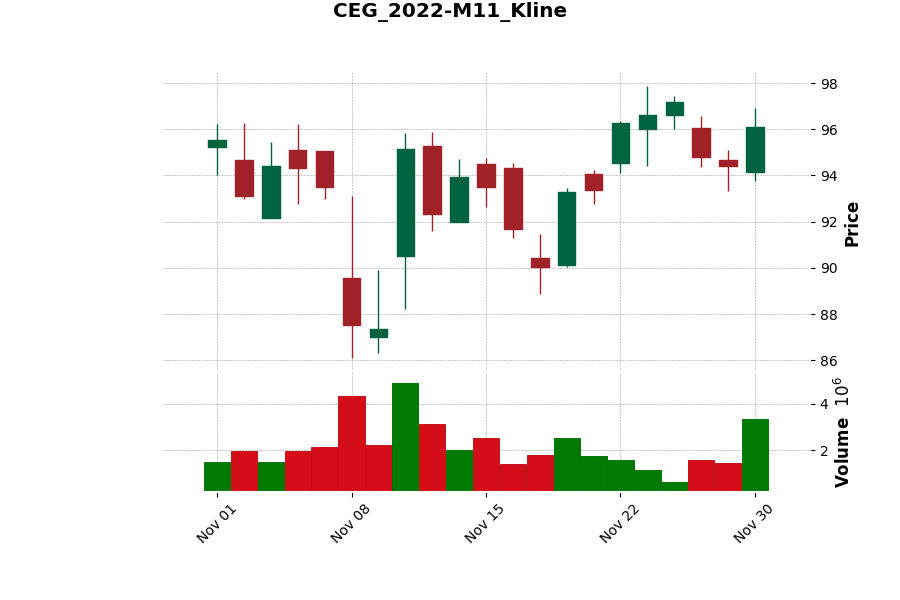 CEG_2022-M11_Kline
98
96
94
92
90
88
86
Price
4
2
Volume 10^6
Nov 01
Nov 08
Nov 15
Nov 22
Nov 30